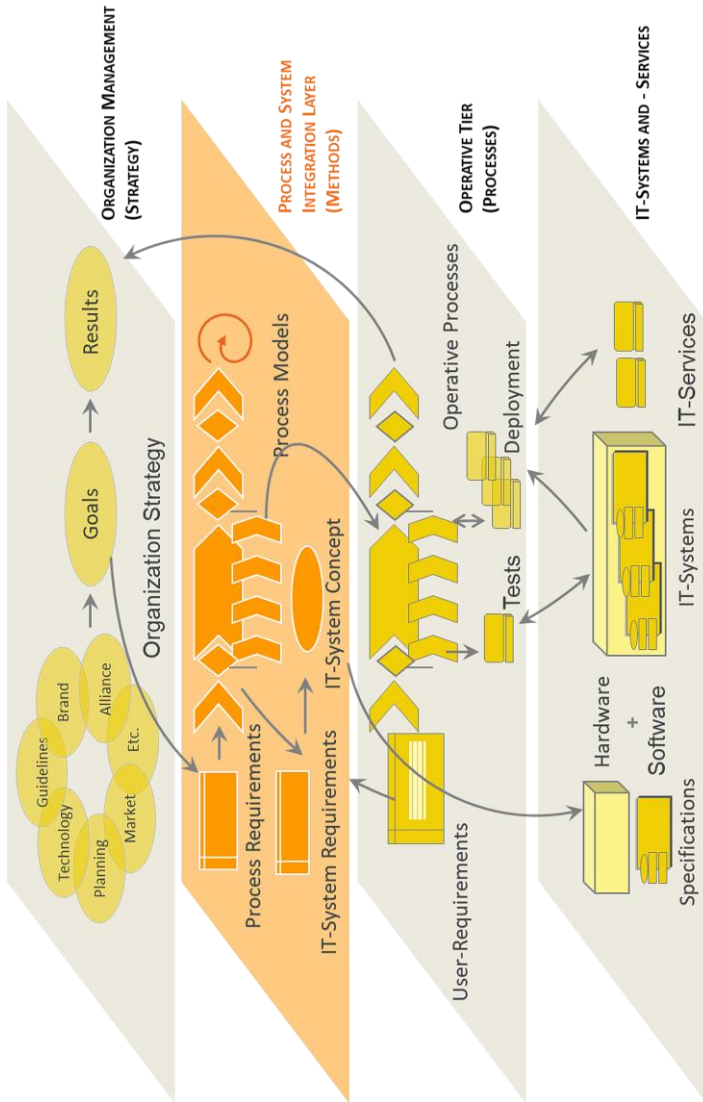 Guidelines
Technology
Brand
Planning
Alliance
Market
Etc.
Goals
Results
Organization Strategy
ORGANIZATION MANAGEMENT
(STRATEGY)
Process Requirements
Process Models
IT-System Requirements
IT-System Concept
PROCESS AND SYSTEM
INTEGRATION LAYER
(METHODS)
User-Requirements
Operative Processes
Tests
Deployment
OPERATIVE TIER
(PROCESSES)
Hardware
+
Software
Specifications
IT-Systems
IT-Services
IT-SYSTEMS AND - SERVICES